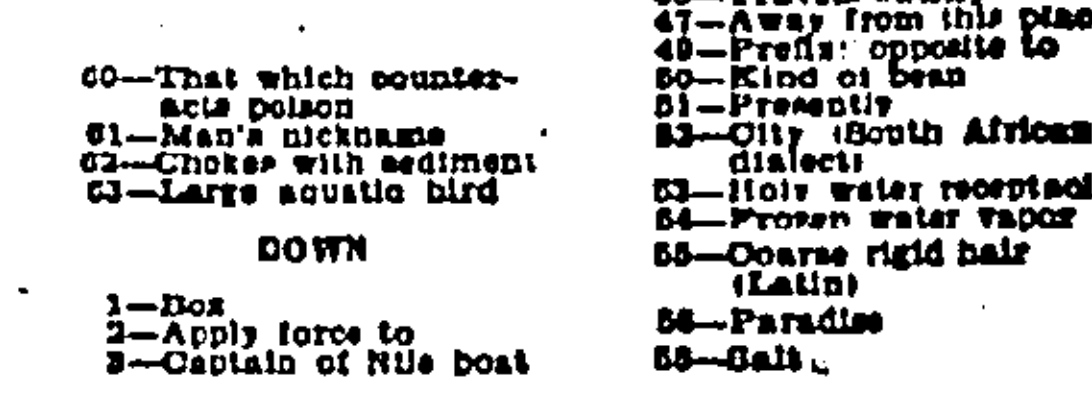 60—That which counter-
acts poison
61—Man's nickname
62—Chokes with sediment
63—Large aquatic bird
DOWN
1—Box
2—Apply force to
3—Captain of Nile boat
47—Away from this plac
49—Prefix: opposite to
50—Kind of bean
51—Presently
52—City (South African
dialect)
53—Holy water receptacl
54—Frozen water vapor
55—Coarse rigid hair
(Latin)
56—Paradise
58—Salt